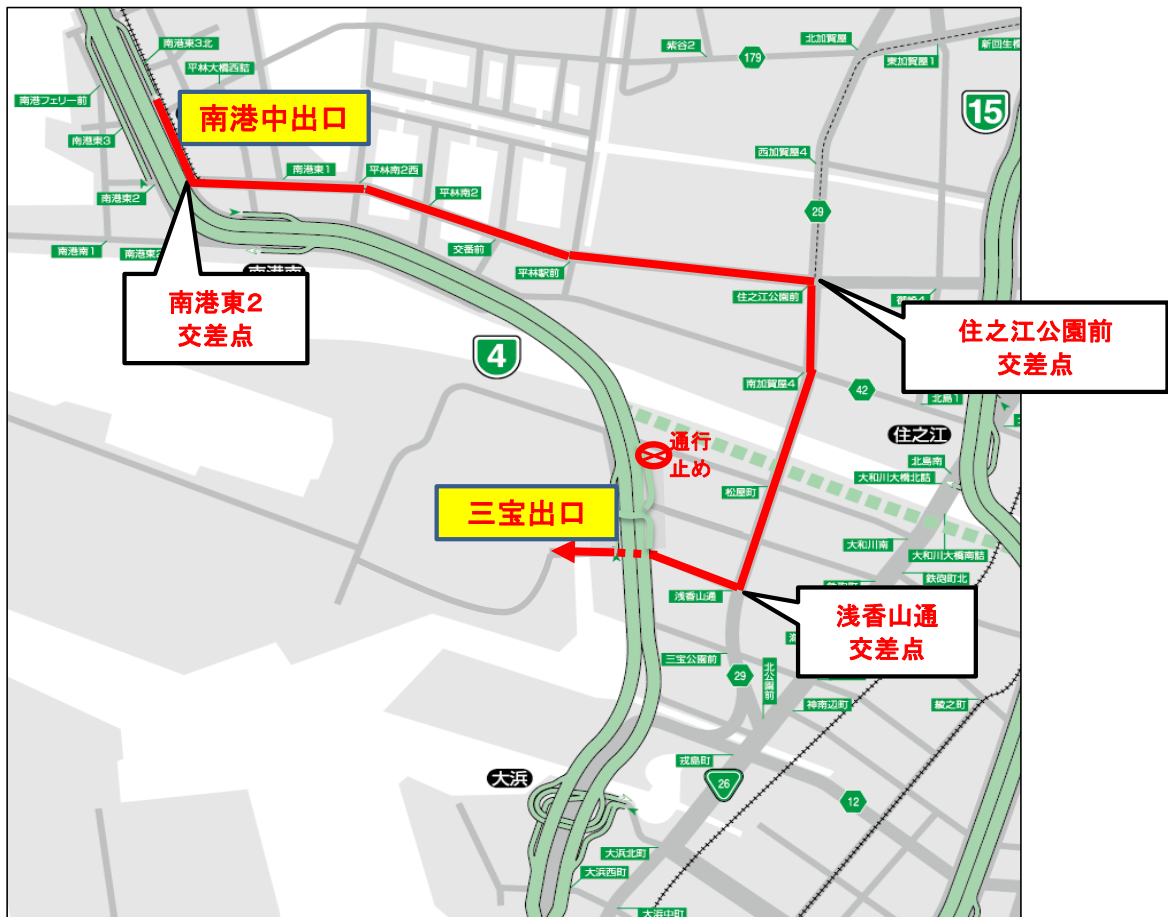 南港東3北
紫谷2
179
北加賀屋
東加賀屋1
平林大橋西詰
南港フェリー前
南港中出口
15
南港東3
西加賀屋4
南港東1
平林南2西
南港東2
平林南2
29
南港南1
交番前
平林駅前
南港東2
交差点
住之江公園前
住之江公園前
交差点
4
南加賀屋4
42
北島1
通行
止め
住之江
北島南
大和川大橋北詰
三宝出口
松屋町
大和川南
大和川大橋南詰
鉄砲町北
浅香山通
浅香山通
交差点
三宝公園前
29
北公園前
神南辺町
綾之町
戎島町
大浜
26
12
大浜北町
大浜西町
大浜中町